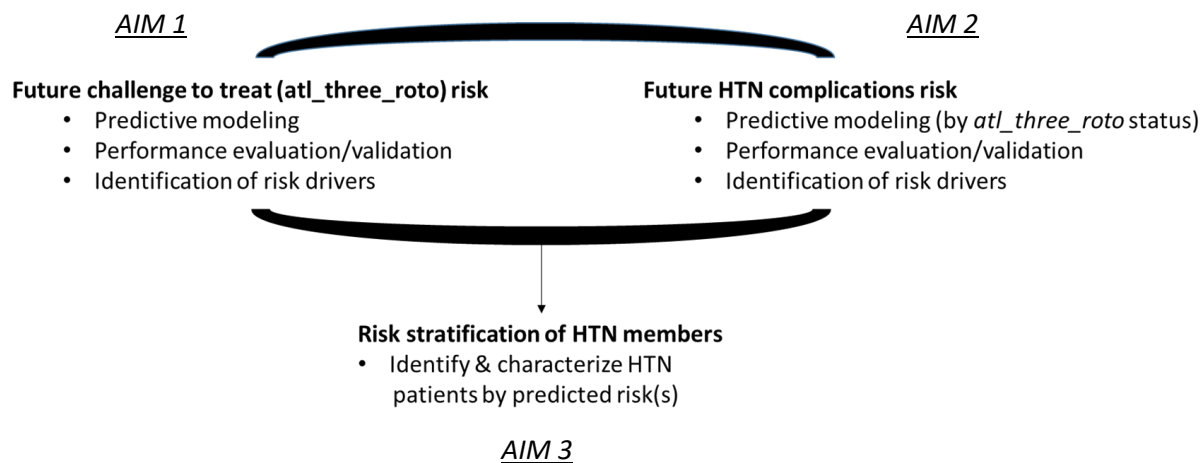 AIM 1
AIM 2
Future challenge to treat (atl_three_roto) risk
• Predictive modeling
• Performance evaluation/validation
• Identification of risk drivers
Future HTN complications risk
• Predictive modeling (by atl_three_roto status)
• Performance evaluation/validation
• Identification of risk drivers
Risk stratification of HTN members
• Identify & characterize HTN
patients by predicted risk(s)
AIM 3